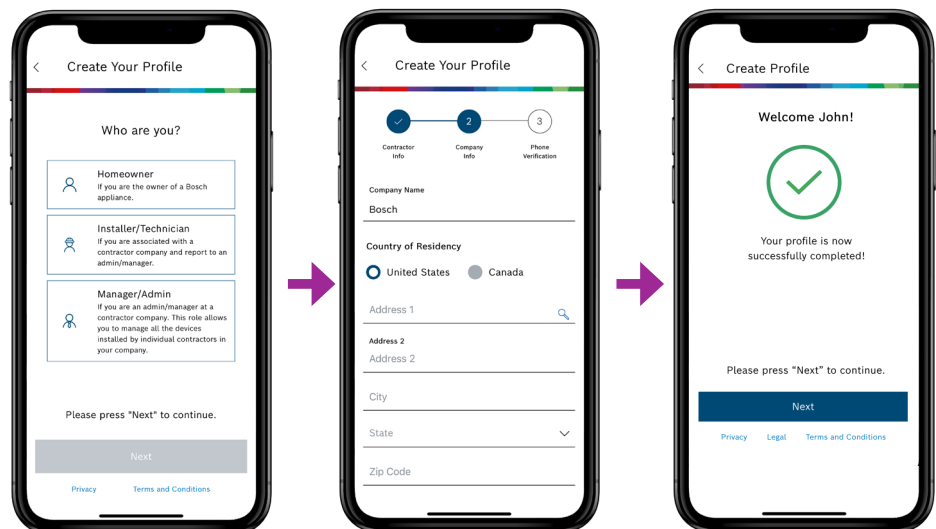 Create Your Profile
Who are you?
Homeowner
If you are the owner of a Bosch
appliance.
Installer/Technician
If you are associated with a
contractor company and report to an
admin/manager.
Manager/Admin
If you are an admin/manager at a
contractor company. This role allows
you to manage all the devices
installed by individual contractors in
your company.
Please press "Next" to continue.
Next
Privacy
Terms and Conditions
Create Your Profile
2
3
Contractor
Info
Company
Info
Phone
Verification
Company Name
Bosch
Country of Residency
United States
Canada
Address 1
Address 2
Address 2
City
State
Zip Code
Create Profile
Welcome John!
Your profile is now
successfully completed!
Please press "Next” to continue.
Next
Privacy
Legal
Terms and Conditions